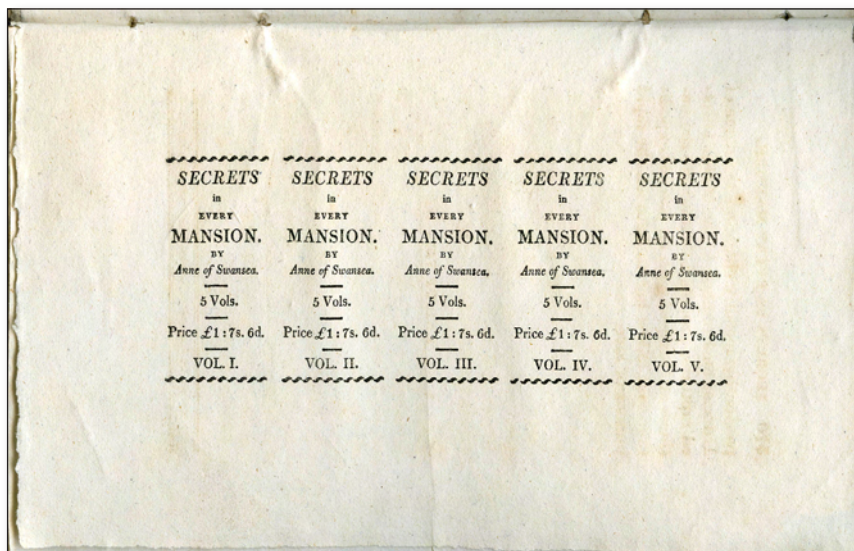 SECRETS
in
EVERY
MANSION.
BY
Anne of Swansea.
5 Vols.
Price £1 : 7s. 6d.
VOL. I.
SECRETS
in
EVERY
MANSION.
BY
Anne of Swansea.
5 Vols.
Price £1 : 7s. 6d.
VOL. II.
SECRETS
in
EVERY
MANSION.
BY
Anne of Swansea.
5 Vols.
Price £1 : 7s. 6d.
VOL. III.
SECRETS
in
EVERY
MANSION.
BY
Anne of Swansea.
5 Vols.
Price £1 : 7s. 6d.
VOL. IV.
SECRETS
in
EVERY
MANSION.
BY
Anne of Swansea.
5 Vols.
Price £1 : 7s. 6d.
VOL. V.